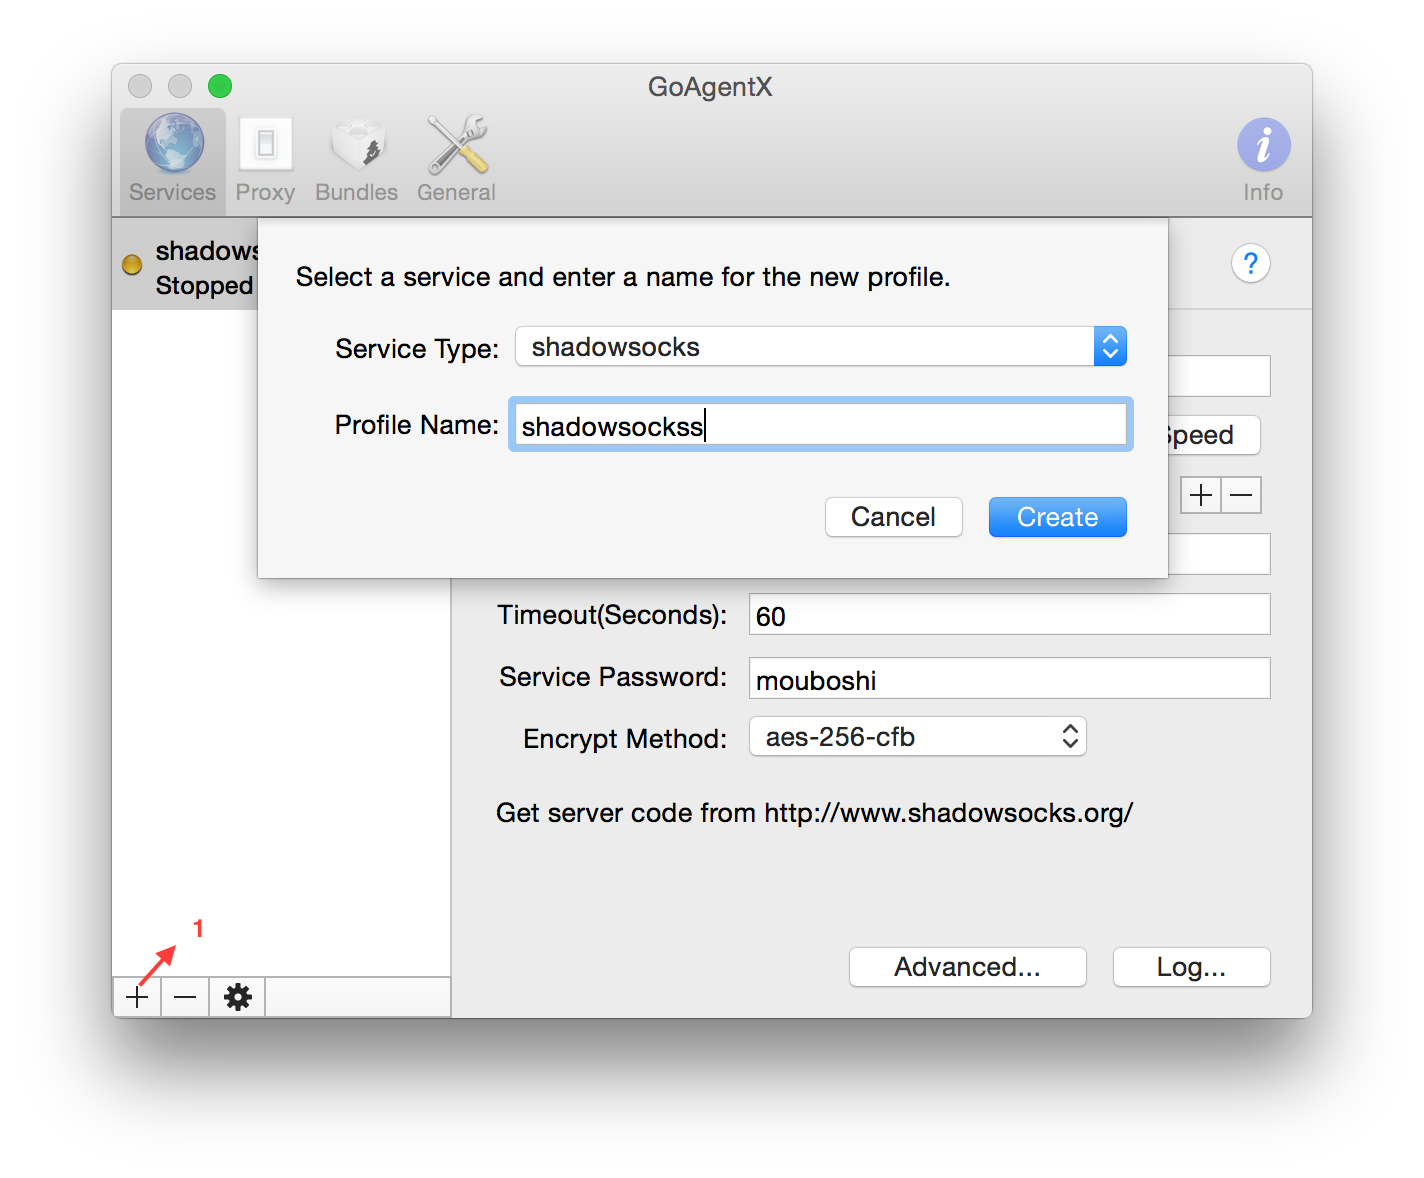 GoAgentX
Services
Proxy
Bundles
General
Info
Stopped
?
Select a service and enter a name for the new profile.
Service Type: shadowsocks
Profile Name: shadowsockss
Cancel
Create
Timeout(Seconds): 60
Service Password: mouboshi
Encrypt Method: aes-256-cfb
Get server code from http://www.shadowsocks.org/
1
Advanced...
Log...